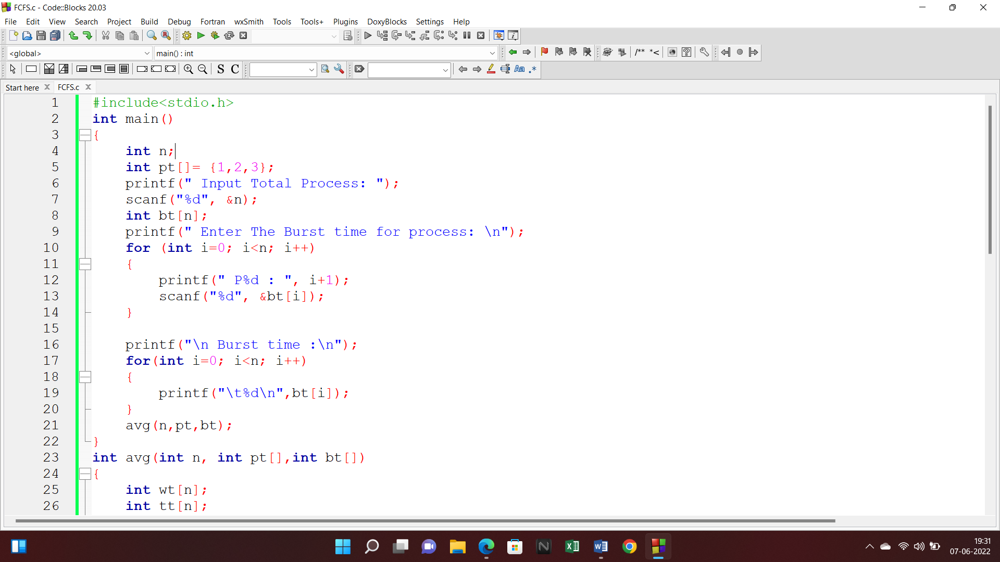 FCFS.c - Code::Blocks 20.03
File Edit View Search Project Build Debug Fortran wxSmith Tools Tools+ Plugins DoxyBlocks Settings Help
<global> main() : int /** *<
S C Aa .*
Start here FCFS.c
1 #include<stdio.h>
2 int main()
3 {
4 int n;
5 int pt[]= {1,2,3};
6 printf(" Input Total Process: ");
7 scanf("%d", &n);
8 int bt[n];
9 printf(" Enter The Burst time for process: \n");
10 for (int i=0; i<n; i++)
11 {
12 printf(" P%d : ", i+1);
13 scanf("%d", &bt[i]);
14 }
15
16 printf("\n Burst time :\n");
17 for(int i=0; i<n; i++)
18 {
19 printf("\t%d\n",bt[i]);
20 }
21 avg(n,pt,bt);
22 }
23 int avg(int n, int pt[],int bt[])
24 {
25 int wt[n];
26 int tt[n];
19:31
07-06-2022